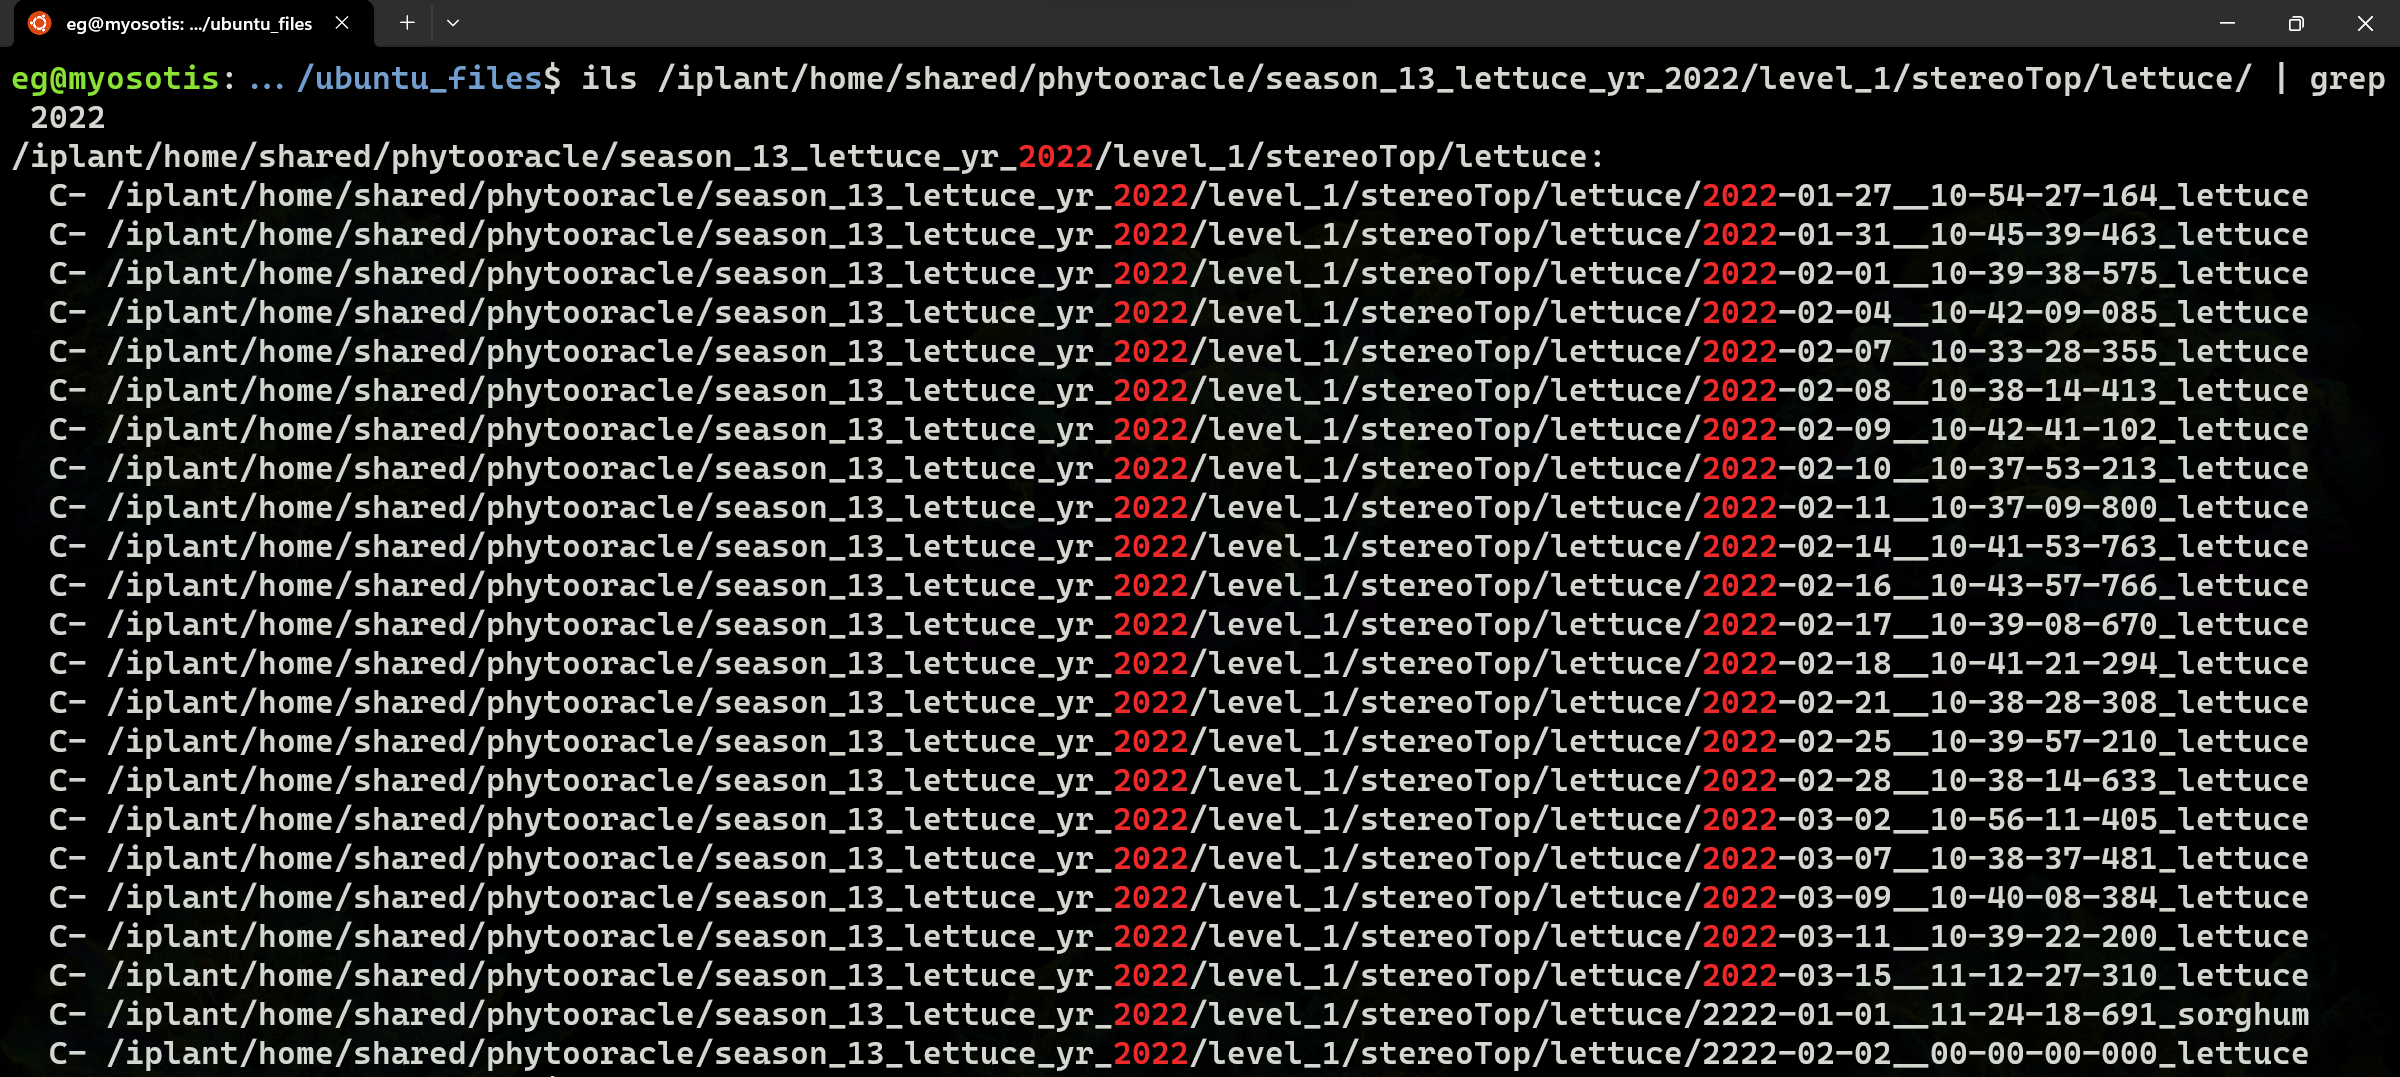 eg@myosotis: .../ubuntu_files
eg@myosotis: .../ubuntu_files$ ils /iplant/home/shared/phytooracle/season_13_lettuce_yr_2022/level_1/stereoTop/lettuce/ | grep
2022
/iplant/home/shared/phytooracle/season_13_lettuce_yr_2022/level_1/stereoTop/lettuce:
C- /iplant/home/shared/phytooracle/season_13_lettuce_yr_2022/level_1/stereoTop/lettuce/2022-01-27__10-54-27-164_lettuce
C- /iplant/home/shared/phytooracle/season_13_lettuce_yr_2022/level_1/stereoTop/lettuce/2022-01-31__10-45-39-463_lettuce
C- /iplant/home/shared/phytooracle/season_13_lettuce_yr_2022/level_1/stereoTop/lettuce/2022-02-01__10-39-38-575_lettuce
C- /iplant/home/shared/phytooracle/season_13_lettuce_yr_2022/level_1/stereoTop/lettuce/2022-02-04__10-42-09-085_lettuce
C- /iplant/home/shared/phytooracle/season_13_lettuce_yr_2022/level_1/stereoTop/lettuce/2022-02-07__10-33-28-355_lettuce
C- /iplant/home/shared/phytooracle/season_13_lettuce_yr_2022/level_1/stereoTop/lettuce/2022-02-08__10-38-14-413_lettuce
C- /iplant/home/shared/phytooracle/season_13_lettuce_yr_2022/level_1/stereoTop/lettuce/2022-02-09__10-42-41-102_lettuce
C- /iplant/home/shared/phytooracle/season_13_lettuce_yr_2022/level_1/stereoTop/lettuce/2022-02-10__10-37-53-213_lettuce
C- /iplant/home/shared/phytooracle/season_13_lettuce_yr_2022/level_1/stereoTop/lettuce/2022-02-11__10-37-09-800_lettuce
C- /iplant/home/shared/phytooracle/season_13_lettuce_yr_2022/level_1/stereoTop/lettuce/2022-02-14__10-41-53-763_lettuce
C- /iplant/home/shared/phytooracle/season_13_lettuce_yr_2022/level_1/stereoTop/lettuce/2022-02-16__10-43-57-766_lettuce
C- /iplant/home/shared/phytooracle/season_13_lettuce_yr_2022/level_1/stereoTop/lettuce/2022-02-17__10-39-08-670_lettuce
C- /iplant/home/shared/phytooracle/season_13_lettuce_yr_2022/level_1/stereoTop/lettuce/2022-02-18__10-41-21-294_lettuce
C- /iplant/home/shared/phytooracle/season_13_lettuce_yr_2022/level_1/stereoTop/lettuce/2022-02-21__10-38-28-308_lettuce
C- /iplant/home/shared/phytooracle/season_13_lettuce_yr_2022/level_1/stereoTop/lettuce/2022-02-25__10-39-57-210_lettuce
C- /iplant/home/shared/phytooracle/season_13_lettuce_yr_2022/level_1/stereoTop/lettuce/2022-02-28__10-38-14-633_lettuce
C- /iplant/home/shared/phytooracle/season_13_lettuce_yr_2022/level_1/stereoTop/lettuce/2022-03-02__10-56-11-405_lettuce
C- /iplant/home/shared/phytooracle/season_13_lettuce_yr_2022/level_1/stereoTop/lettuce/2022-03-07__10-38-37-481_lettuce
C- /iplant/home/shared/phytooracle/season_13_lettuce_yr_2022/level_1/stereoTop/lettuce/2022-03-09__10-40-08-384_lettuce
C- /iplant/home/shared/phytooracle/season_13_lettuce_yr_2022/level_1/stereoTop/lettuce/2022-03-11__10-39-22-200_lettuce
C- /iplant/home/shared/phytooracle/season_13_lettuce_yr_2022/level_1/stereoTop/lettuce/2022-03-15__11-12-27-310_lettuce
C- /iplant/home/shared/phytooracle/season_13_lettuce_yr_2022/level_1/stereoTop/lettuce/2222-01-01__11-24-18-691_sorghum
C- /iplant/home/shared/phytooracle/season_13_lettuce_yr_2022/level_1/stereoTop/lettuce/2222-02-02__00-00-00-000_lettuce